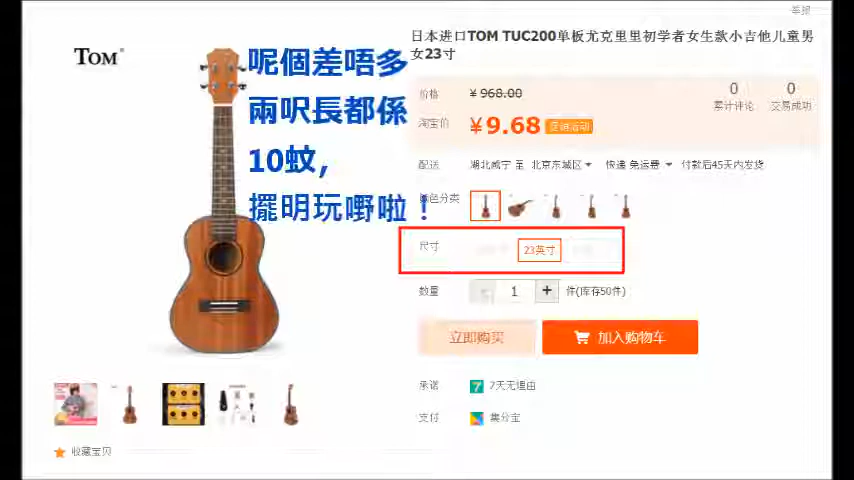 举报
TOM
呢個差唔多
兩呎長都係
10蚊,
擺明玩嘢啦！
日本进口TOM TUC200单板尤克里里初学者女生款小吉他儿童男
女23寸
价格 ¥ 968.00
0 累计评论
0 交易成功
淘宝价 ¥9.68 促销活动
配送 湖北咸宁 至 北京东城区 快递 免运费 付款后45天内发货
颜色分类
尺寸 23英寸
数量 1 + 件(库存50件)
立即购买 加入购物车
承诺 7 7天无理由
支付 集分宝
收藏宝贝